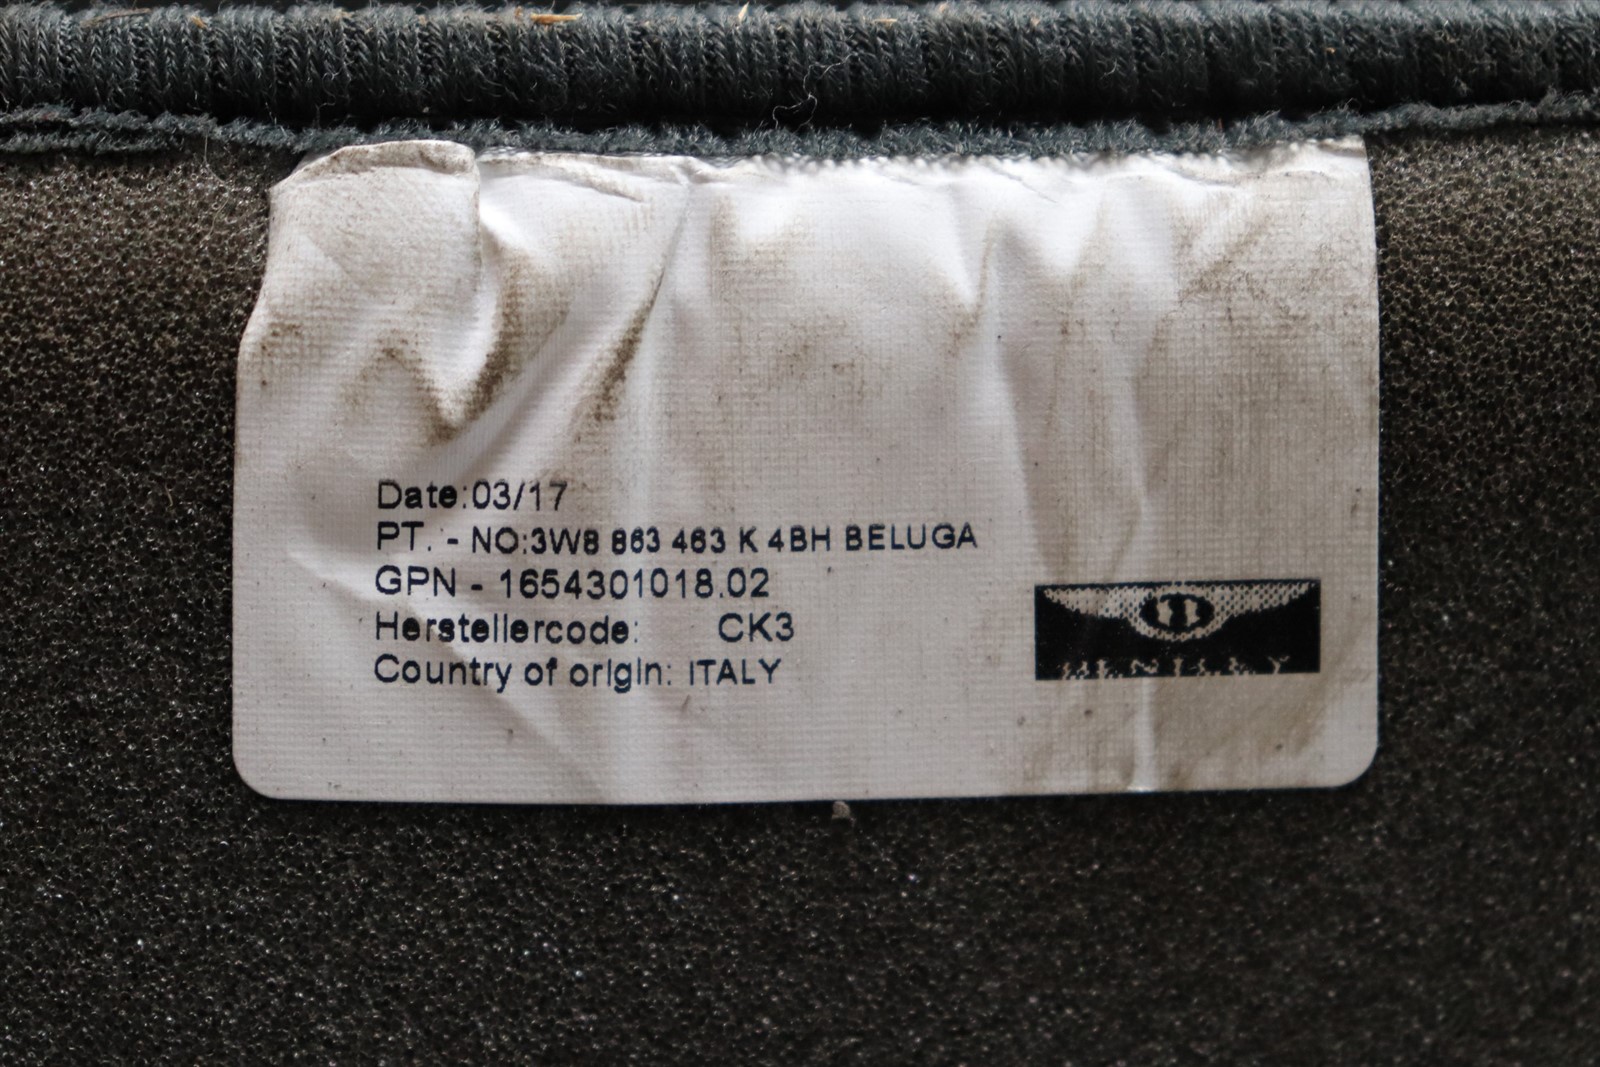 Date:03/17
PT. - NO:3W8 863 463 K 4BH BELUGA
GPN - 1654301018.02
Herstellercode: CK3
Country of origin: ITALY
BENTLEY